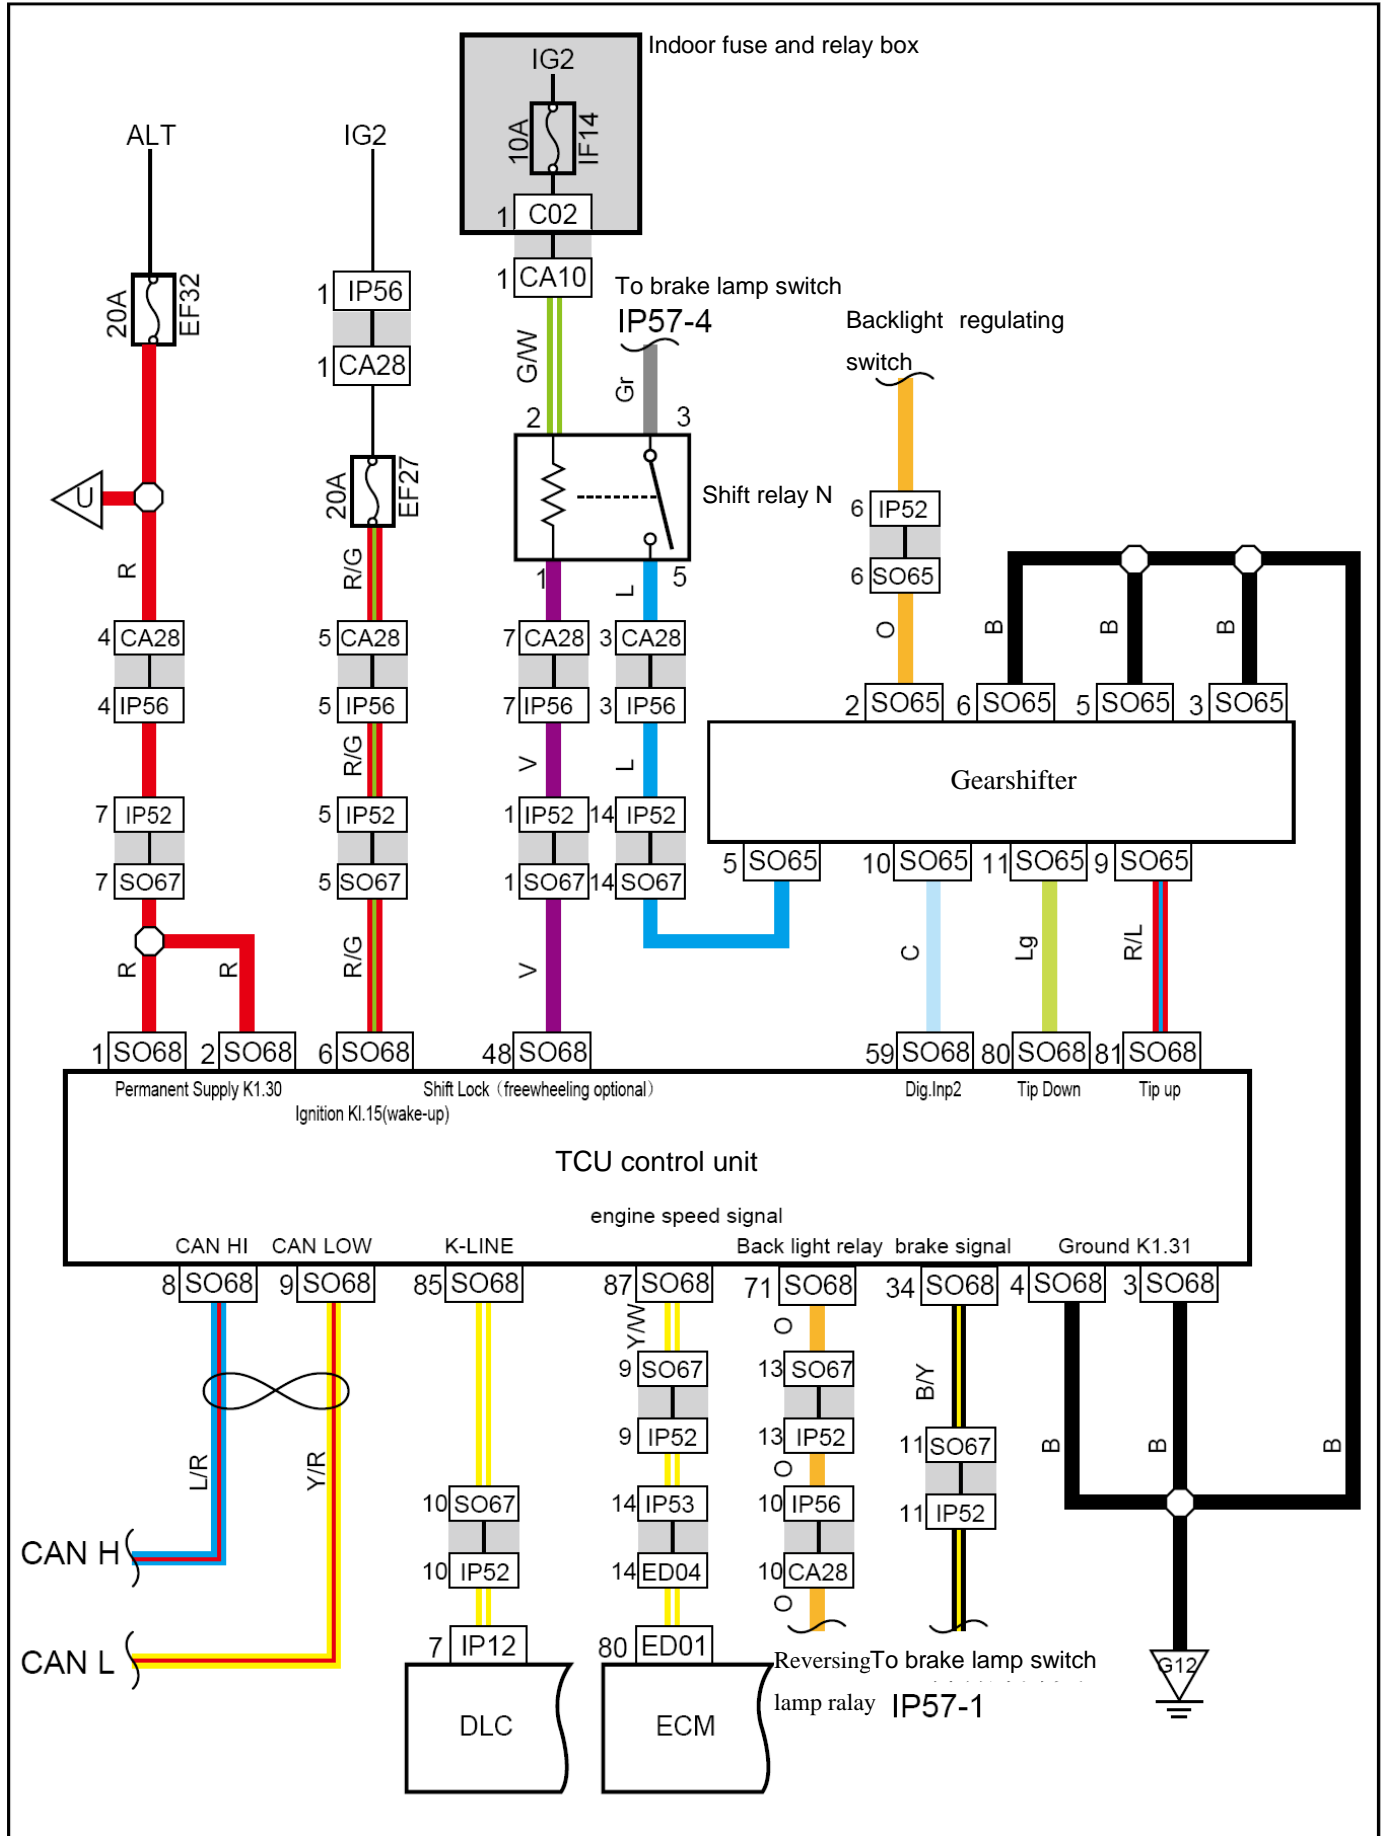 Indoor fuse and relay box
IG2
10A
IF14
1 C02
1 CA10
ALT
IG2
20A
EF32
1 IP56
1 CA28
G/W
To brake lamp switch
IP57-4
Gr
Backlight regulating
switch
2
3
20A
EF27
U
Shift relay N
6 IP52
6 SO65
1
5
R
R/G
L
O
B
B
B
4 CA28
5 CA28
7 CA28
3 CA28
4 IP56
5 IP56
7 IP56
3 IP56
2 SO65
6 SO65
5 SO65
3 SO65
R/G
V
L
Gearshifter
7 IP52
5 IP52
1 IP52
14 IP52
7 SO67
5 SO67
1 SO67
14 SO67
5 SO65
10 SO65
11 SO65
9 SO65
R
R
R/G
V
C
Lg
R/L
1 SO68
2 SO68
6 SO68
48 SO68
59 SO68
80 SO68
81 SO68
Permanent Supply K1.30
Shift Lock（freewheeling optional）
Dig.Inp2
Tip Down
Tip up
Ignition Kl.15(wake-up)
TCU control unit
engine speed signal
CAN HI
CAN LOW
K-LINE
Back light relay
brake signal
Ground K1.31
8 SO68
9 SO68
85 SO68
87 SO68
71 SO68
34 SO68
4 SO68
3 SO68
Y/W
O
9 SO67
13 SO67
B/Y
9 IP52
13 IP52
11 SO67
L/R
Y/R
O
B
B
B
10 SO67
14 IP53
10 IP56
11 IP52
CAN H
10 IP52
14 ED04
10 CA28
O
CAN L
7 IP12
80 ED01
Reversing
To brake lamp switch
lamp ralay
IP57-1
G12
DLC
ECM